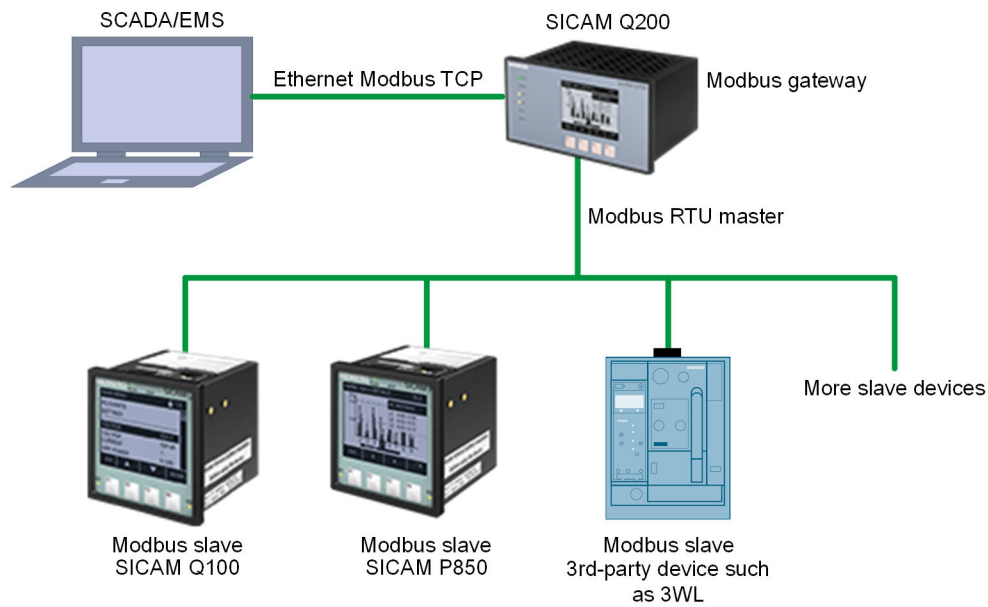 SCADA/EMS
SICAM Q200
Ethernet Modbus TCP
Modbus gateway
Modbus RTU master
More slave devices
Modbus slave
SICAM Q100
Modbus slave
SICAM P850
Modbus slave
3rd-party device such
as 3WL